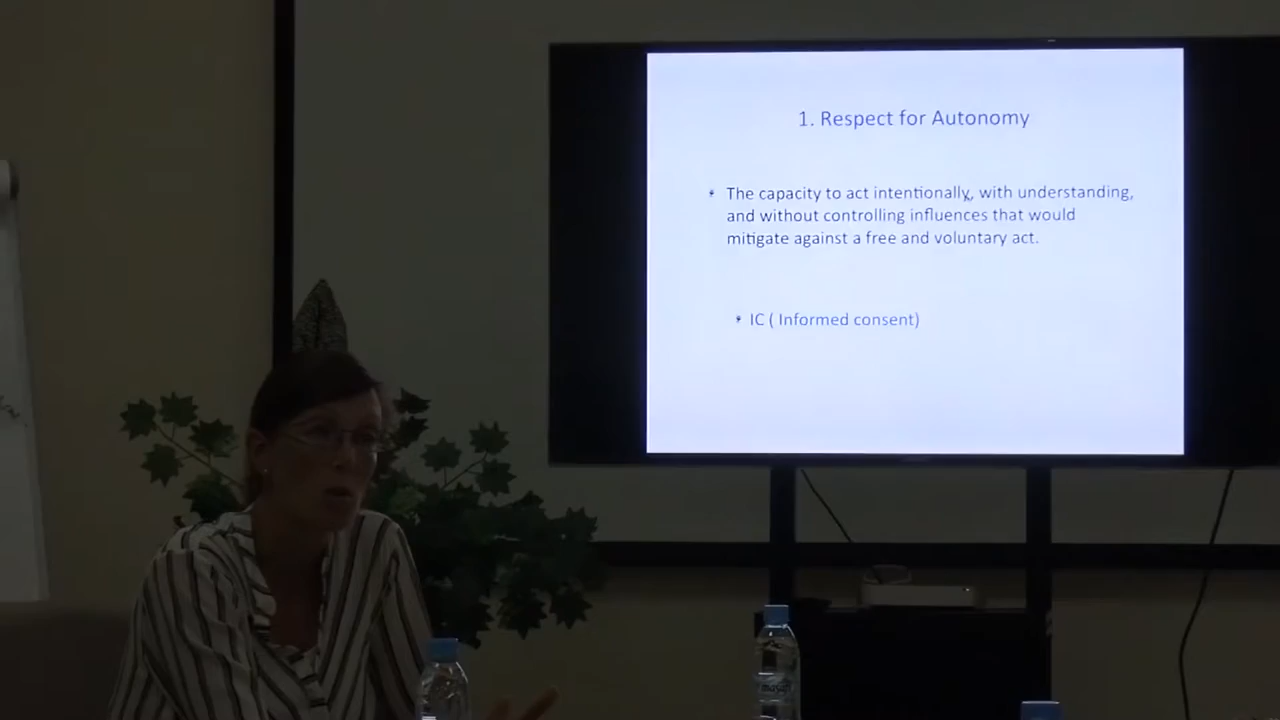 1. Respect for Autonomy
The capacity to act intentionally, with understanding,
and without controlling influences that would
mitigate against a free and voluntary act.
IC ( Informed consent)